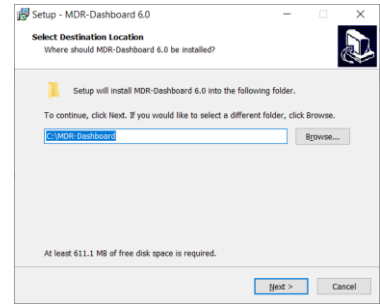 Setup - MDR-Dashboard 6.0
Select Destination Location
Where should MDR-Dashboard 6.0 be installed?
Setup will install MDR-Dashboard 6.0 into the following folder.
To continue, click Next. If you would like to select a different folder, click Browse.
C:\MDR-Dashboard
Browse...
At least 611.1 MB of free disk space is required.
Next >
Cancel